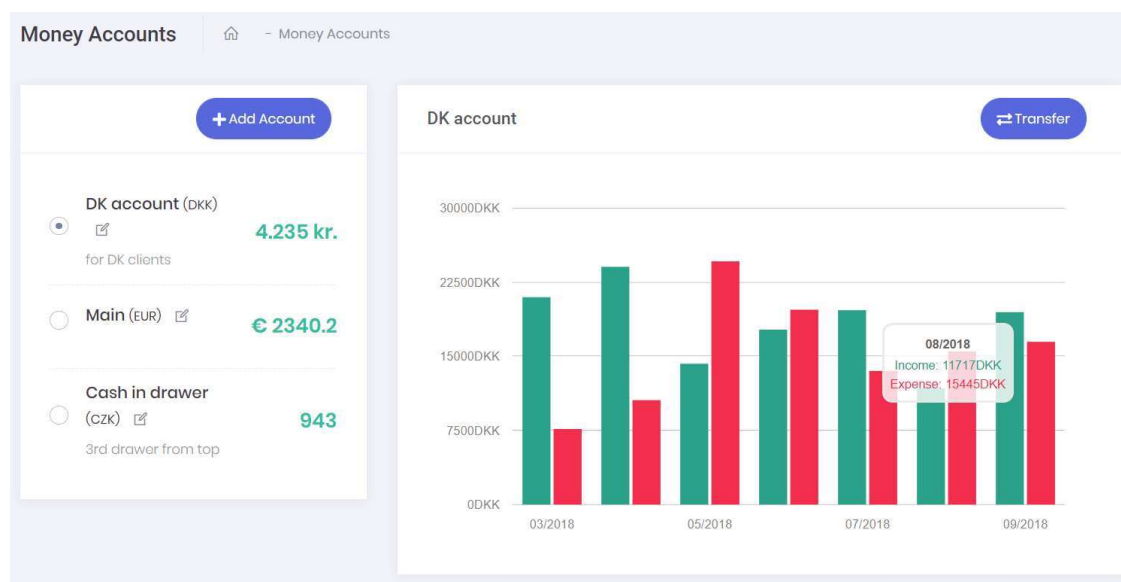 Money Accounts
- Money Accounts
Add Account
DK account (DKK)
4.235 kr.
for DK clients
Main (EUR)
€ 2340.2
Cash in drawer
(CZK)
943
3rd drawer from top
DK account
Transfer
30000DKK
22500DKK
15000DKK
7500DKK
0DKK
08/2018
Income: 11717DKK
Expense: 15445DKK
03/2018 05/2018 07/2018 09/2018